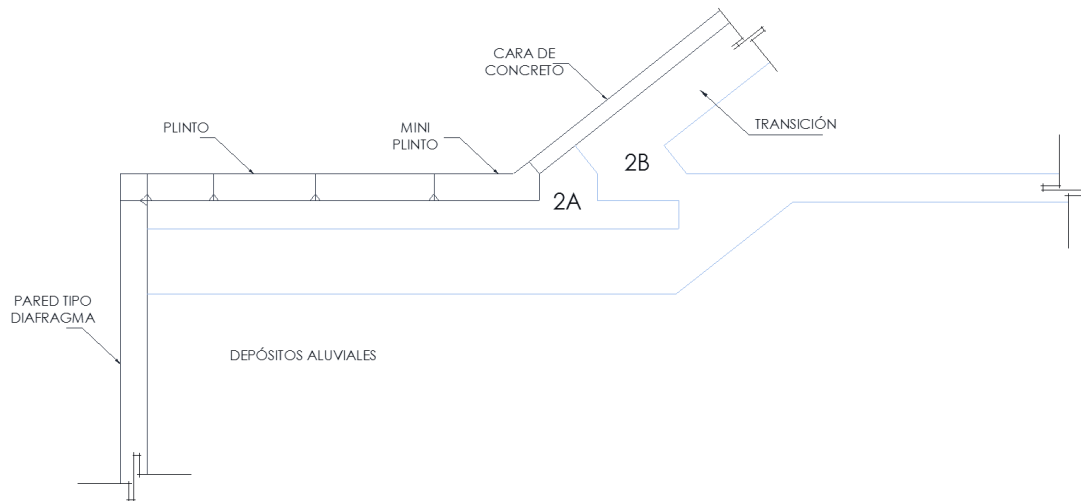 CARA DE
CONCRETO
PLINTO
MINI
PLINTO
TRANSICIÓN
2B
2A
PARED TIPO
DIAFRAGMA
DEPÓSITOS ALUVIALES